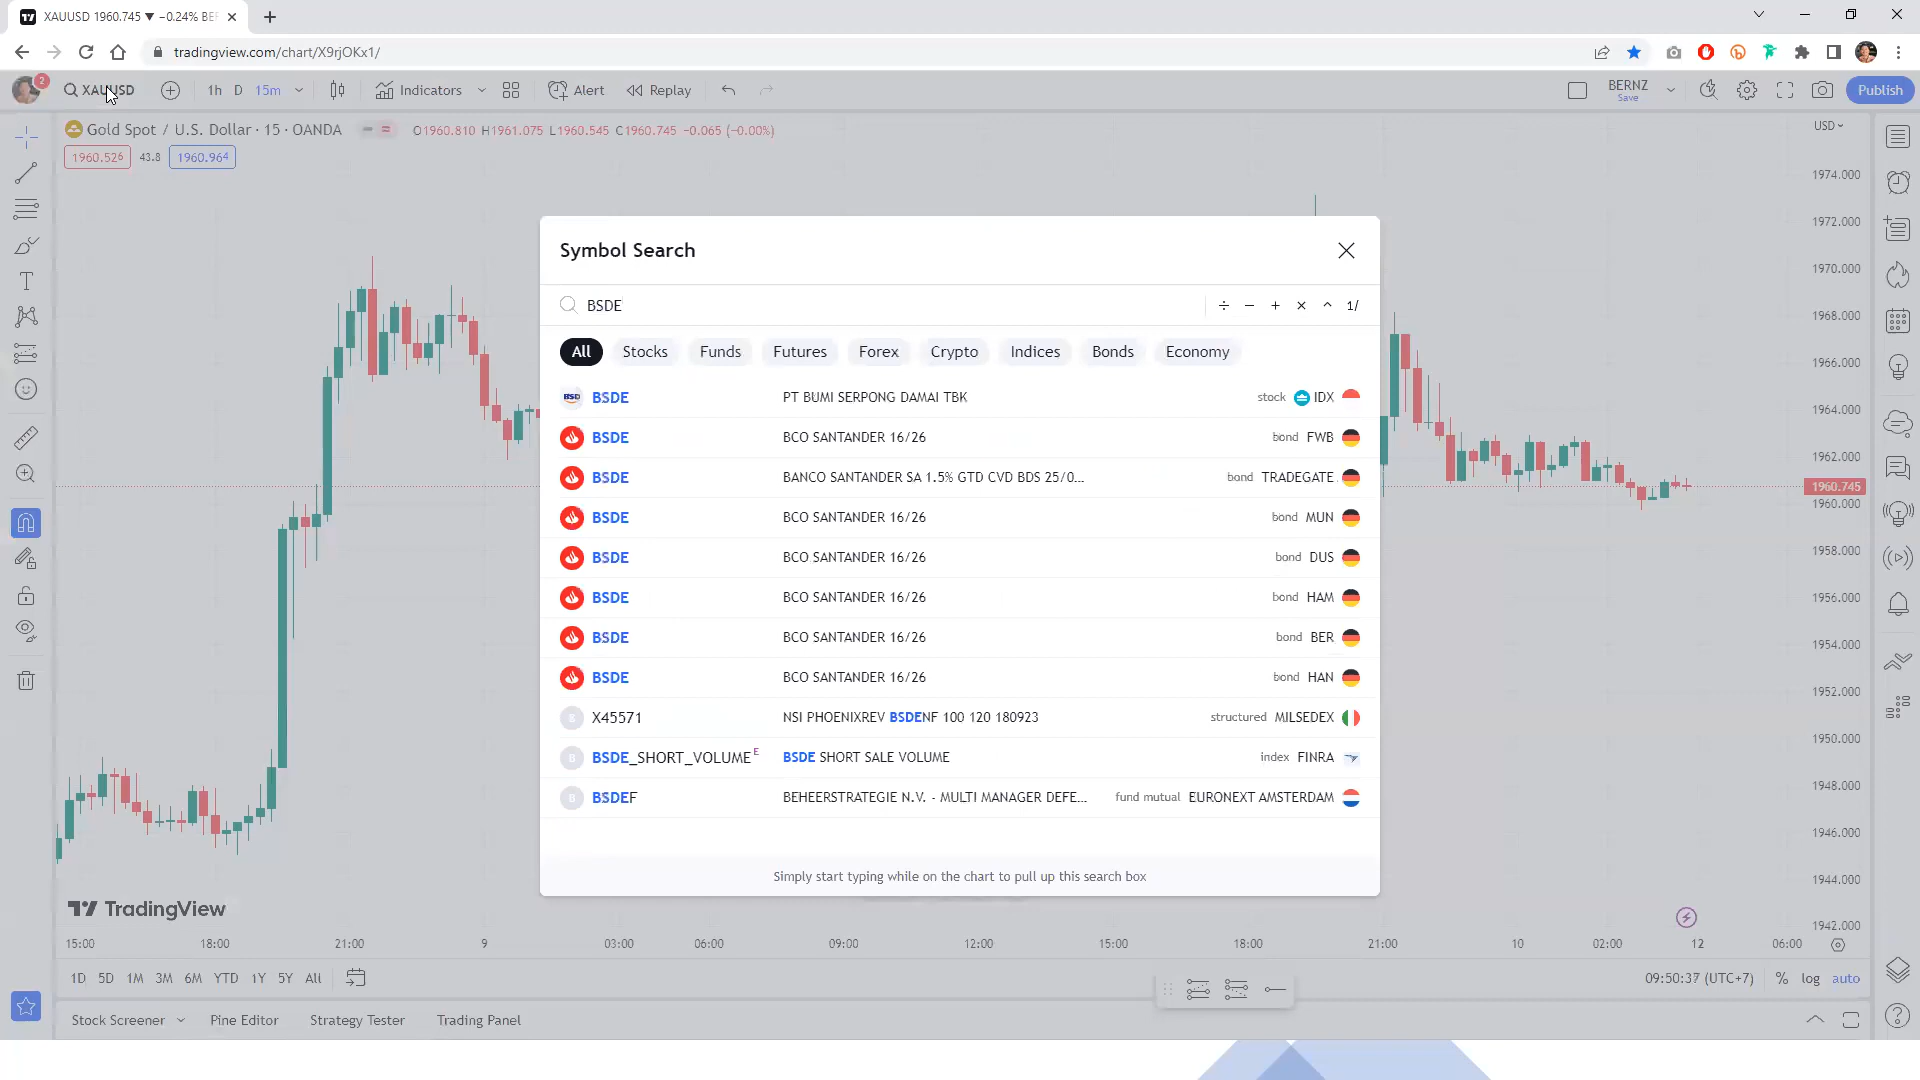 XAUUSD 1960.745 ▼ −0.24% BER
tradingview.com/chart/X9rjOKx1/
2
XAUUSD 1h D 15m Indicators Alert Replay BERNZ Save Publish
Gold Spot / U.S. Dollar · 15 · OANDA O1960.810 H1961.075 L1960.545 C1960.745 −0.065 (−0.00%)
USD
1960.526 43.8 1960.964
1974.000
1972.000
1970.000
1968.000
1966.000
1964.000
1962.000
1960.745
1960.000
1958.000
1956.000
1954.000
1952.000
1950.000
1948.000
1946.000
1944.000
1942.000
Symbol Search
BSDE ÷ − + × ^ 1/
All Stocks Funds Futures Forex Crypto Indices Bonds Economy
BSD BSDE PT BUMI SERPONG DAMAI TBK stock IDX
BSDE BCO SANTANDER 16/26 bond FWB
BSDE BANCO SANTANDER SA 1.5% GTD CVD BDS 25/0... bond TRADEGATE
BSDE BCO SANTANDER 16/26 bond MUN
BSDE BCO SANTANDER 16/26 bond DUS
BSDE BCO SANTANDER 16/26 bond HAM
BSDE BCO SANTANDER 16/26 bond BER
BSDE BCO SANTANDER 16/26 bond HAN
X45571 NSI PHOENIXREV BSDENF 100 120 180923 structured MILSEDEX
BSDE_SHORT_VOLUME E BSDE SHORT SALE VOLUME index FINRA
BSDEF BEHEERSTRATEGIE N.V. - MULTI MANAGER DEFE... fund mutual EURONEXT AMSTERDAM
Simply start typing while on the chart to pull up this search box
TradingView
15:00 18:00 21:00 9 03:00 06:00 09:00 12:00 15:00 18:00 21:00 10 02:00 12 06:00
1D 5D 1M 3M 6M YTD 1Y 5Y All 09:50:37 (UTC+7) % log auto
Stock Screener Pine Editor Strategy Tester Trading Panel